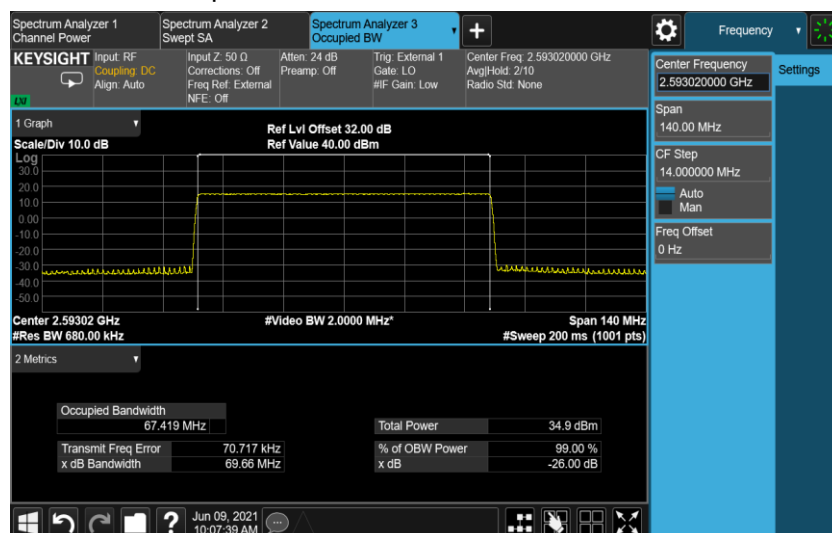 Spectrum Analyzer 1
Channel Power
Spectrum Analyzer 2
Swept SA
Spectrum Analyzer 3
Occupied BW
Frequency
KEYSIGHT
Input: RF
Coupling: DC
Align: Auto
Input Z: 50 Ω
Corrections: Off
Freq Ref: External
NFE: Off
Atten: 24 dB
Preamp: Off
Trig: External 1
Gate: LO
#IF Gain: Low
Center Freq: 2.593020000 GHz
Avg|Hold: 2/10
Radio Std: None
LXI
Center Frequency
2.593020000 GHz
Settings
Span
140.00 MHz
CF Step
14.000000 MHz
Auto
Man
Freq Offset
0 Hz
1 Graph
Scale/Div 10.0 dB
Ref Lvl Offset 32.00 dB
Ref Value 40.00 dBm
Log
30.0
20.0
10.0
0.00
-10.0
-20.0
-30.0
-40.0
-50.0
Center 2.59302 GHz
#Res BW 680.00 kHz
#Video BW 2.0000 MHz*
Span 140 MHz
#Sweep 200 ms (1001 pts)
2 Metrics
Occupied Bandwidth
67.419 MHz
Total Power 34.9 dBm
Transmit Freq Error 70.717 kHz
% of OBW Power 99.00 %
x dB Bandwidth 69.66 MHz
x dB -26.00 dB
Jun 09, 2021
10:07:39 AM